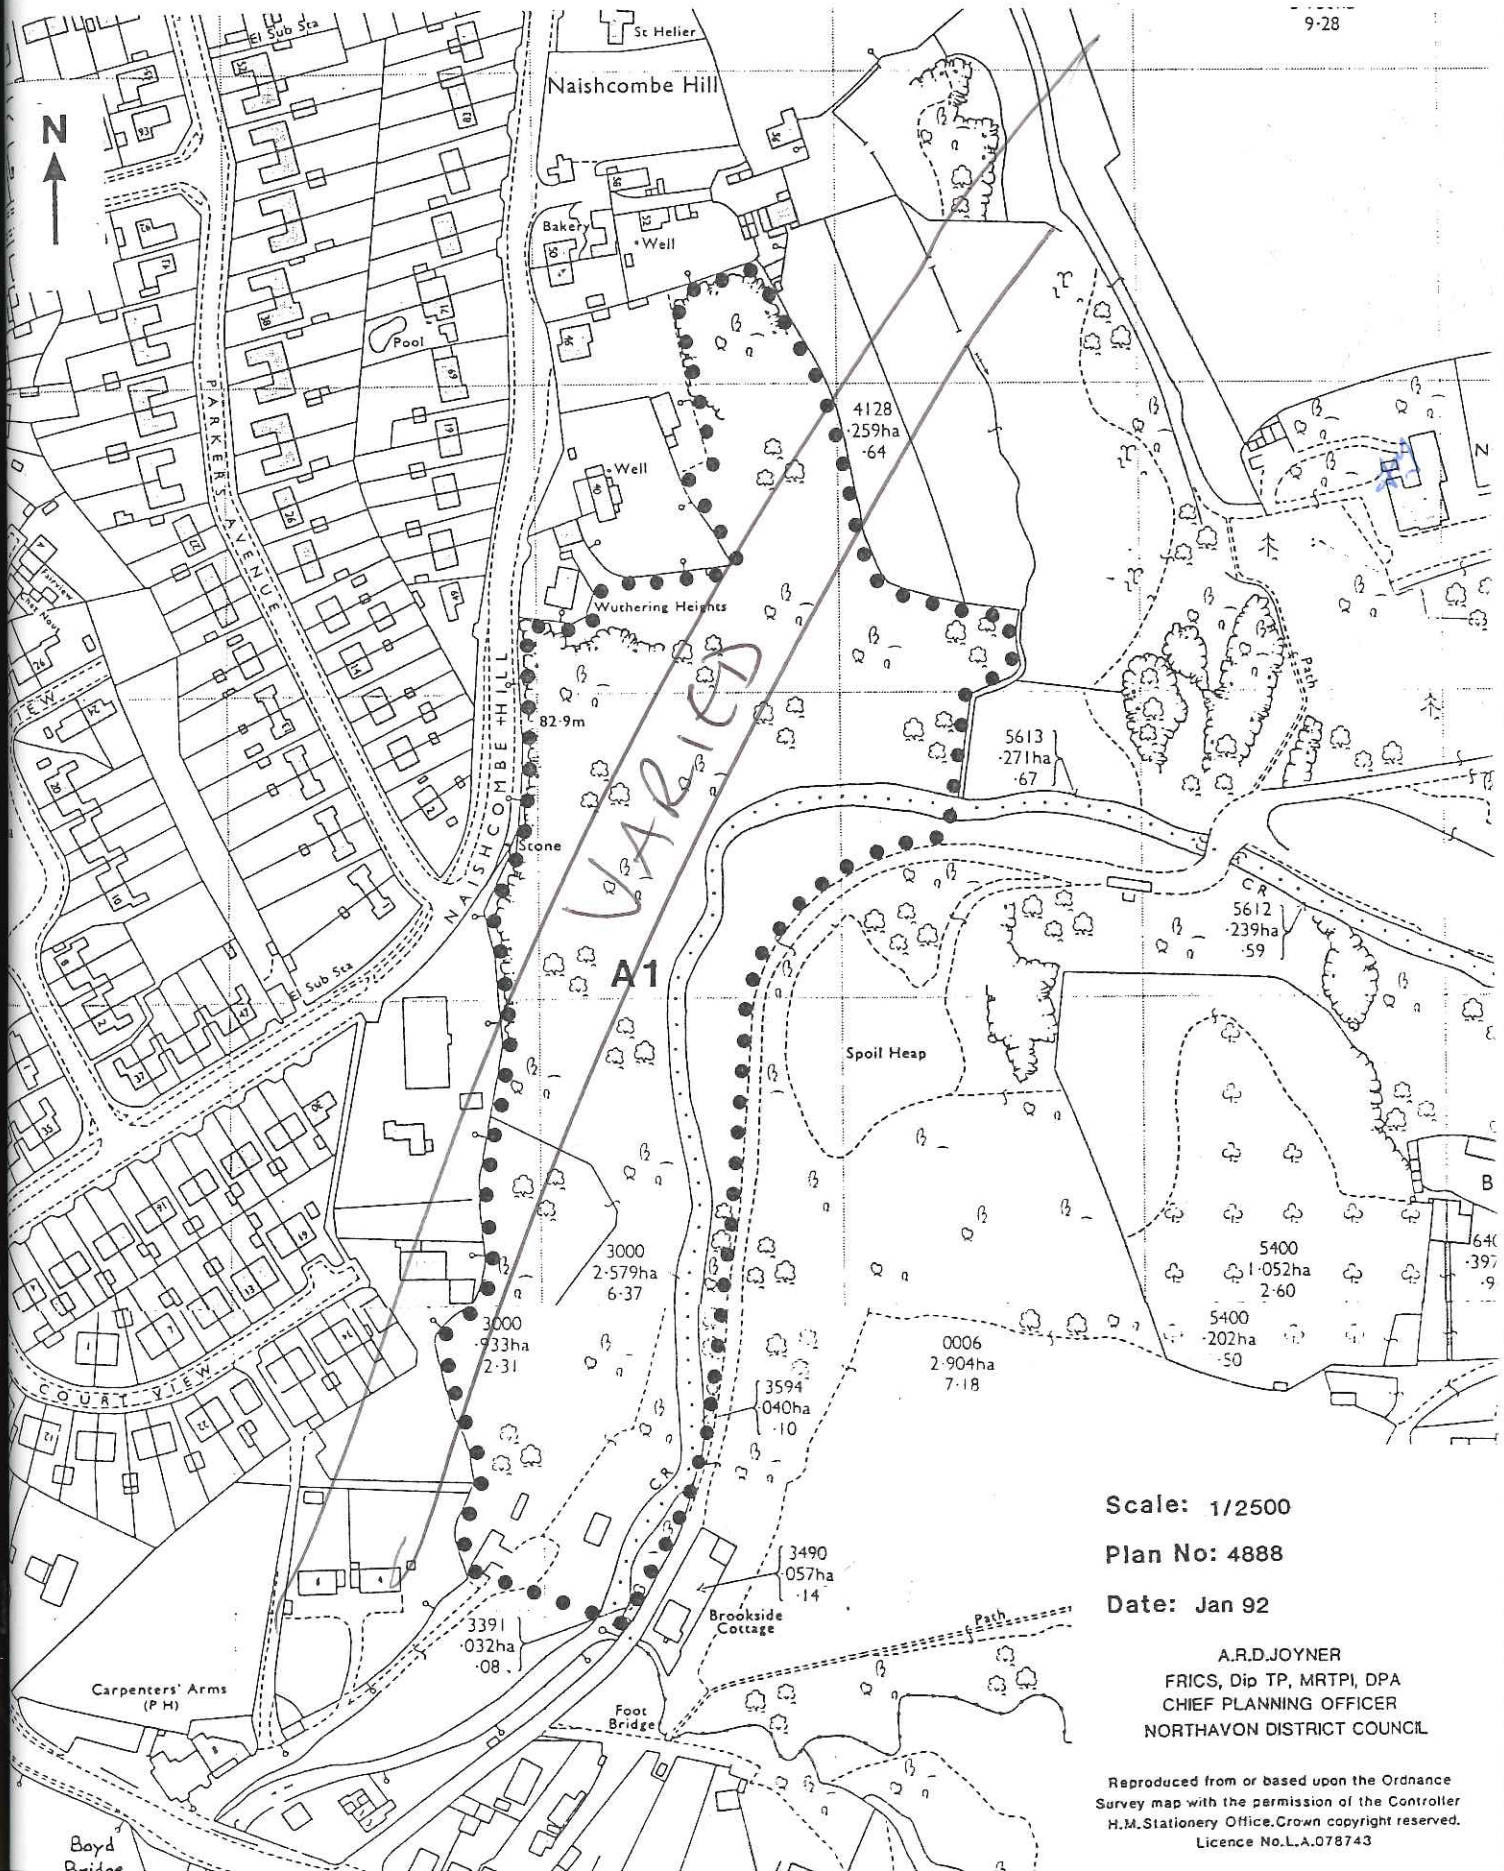 9·28
El Sub Sta
St Helier
Naishcombe Hill
N
Bakery
Well
Pool
4128
·259ha
·64
Well
PARKERS AVENUE
Fairview
Wuthering Heights
NAISHCOMBE HILL
82·9m
VARIED
Path
5613
·271ha
·67
Stone
CR
5612
·239ha
·59
A1
El Sub Sta
Spoil Heap
3000
2·579ha
6·37
5400
1·052ha
2·60
5400
·202ha
·50
3000
·933ha
2·31
0006
2·904ha
7·18
3594
·040ha
·10
COURT VIEW
CR
Scale: 1/2500
Plan No: 4888
Date: Jan 92
3490
·057ha
·14
Brookside
Cottage
Path
3391
·032ha
·08
Carpenters' Arms
(P H)
Foot
Bridge
A.R.D.JOYNER
FRICS, Dip TP, MRTPI, DPA
CHIEF PLANNING OFFICER
NORTHAVON DISTRICT COUNCIL
Reproduced from or based upon the Ordnance
Survey map with the permission of the Controller
H.M.Stationery Office.Crown copyright reserved.
Licence No.L.A.078743
Boyd
Bridge